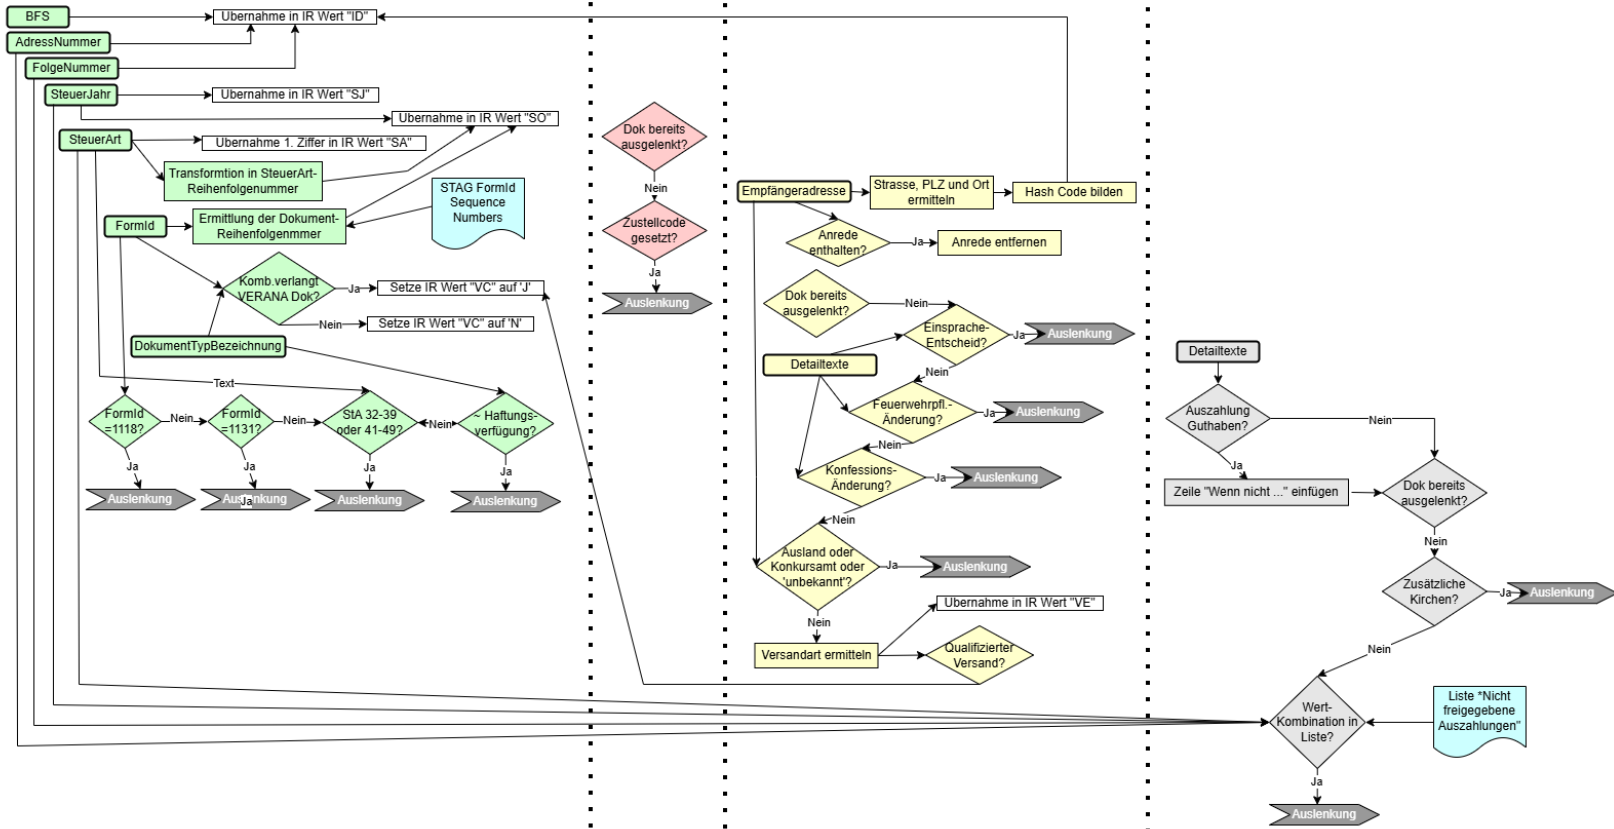 BFS
Übernahme in IR Wert "ID"
AdressNummer
FolgeNummer
SteuerJahr
Übernahme in IR Wert "SJ"
Übernahme in IR Wert "SO"
SteuerArt
Übernahme 1. Ziffer in IR Wert "SA"
Transformtion in SteuerArt-
Reihenfolgenummer
STAG FormId
Sequence
Numbers
FormId
Ermittlung der Dokument-
Reihenfolgenmmer
Komb.verlangt
VERANA Dok?
Ja
Setze IR Wert "VC" auf 'J'
Nein
Setze IR Wert "VC" auf 'N'
DokumentTypBezeichnung
Text
FormId
=1118?
Nein
FormId
=1131?
Nein
StA 32-39
oder 41-49?
Nein
~ Haftungs-
verfügung?
Ja
Ja
Ja
Ja
Auslenkung
Auslenkung
Ja
Auslenkung
Auslenkung
Dok bereits
ausgelenkt?
Nein
Zustellcode
gesetzt?
Ja
Auslenkung
Empfängeradresse
Strasse, PLZ und Ort
ermitteln
Hash Code bilden
Anrede
enthalten?
Ja
Anrede entfernen
Dok bereits
ausgelenkt?
Nein
Einsprache-
Entscheid?
Ja
Auslenkung
Detailtexte
Nein
Feuerwehrpfl.-
Änderung?
Ja
Auslenkung
Nein
Konfessions-
Änderung?
Ja
Auslenkung
Nein
Ausland oder
Konkursamt oder
'unbekannt'?
Ja
Auslenkung
Nein
Übernahme in IR Wert "VE"
Versandart ermitteln
Qualifizierter
Versand?
Detailtexte
Auszahlung
Guthaben?
Nein
Ja
Zeile "Wenn nicht ..." einfügen
Dok bereits
ausgelenkt?
Nein
Zusätzliche
Kirchen?
Ja
Auslenkung
Nein
Wert-
Kombination in
Liste?
Liste *Nicht
freigegebene
Auszahlungen"
Ja
Auslenkung